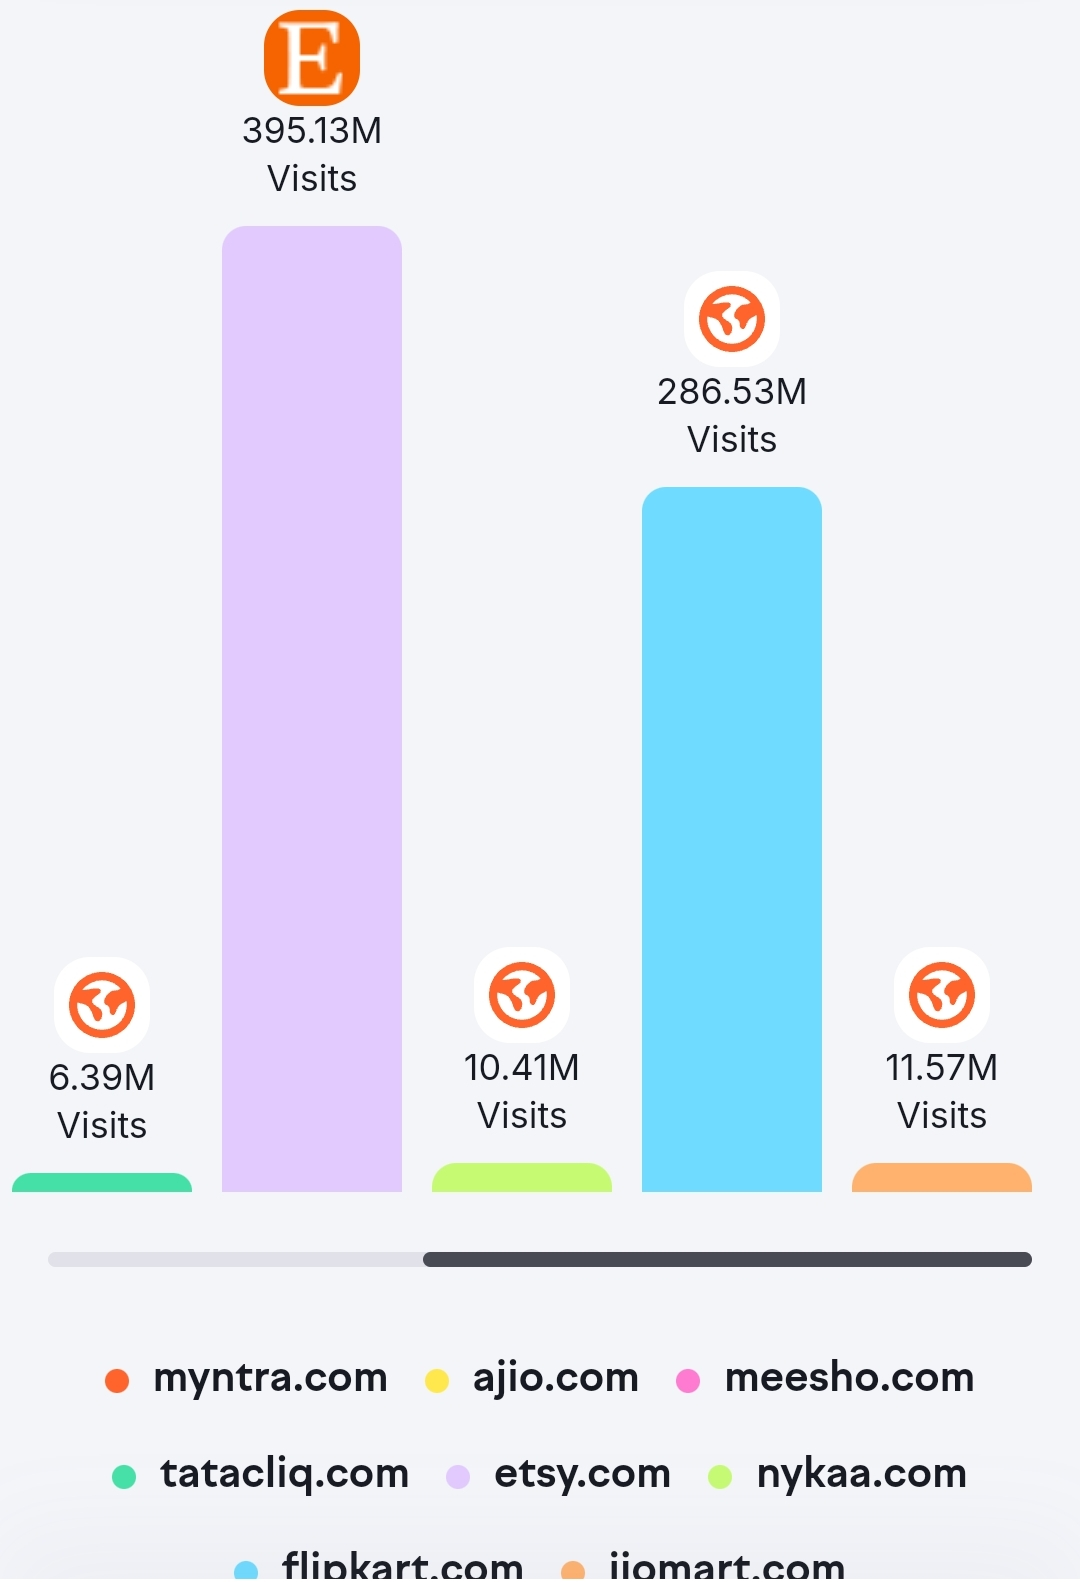 E
395.13M
Visits
286.53M
Visits
6.39M
Visits
10.41M
Visits
11.57M
Visits
myntra.com ajio.com meesho.com
tatacliq.com etsy.com nykaa.com
flipkart.com jiomart.com